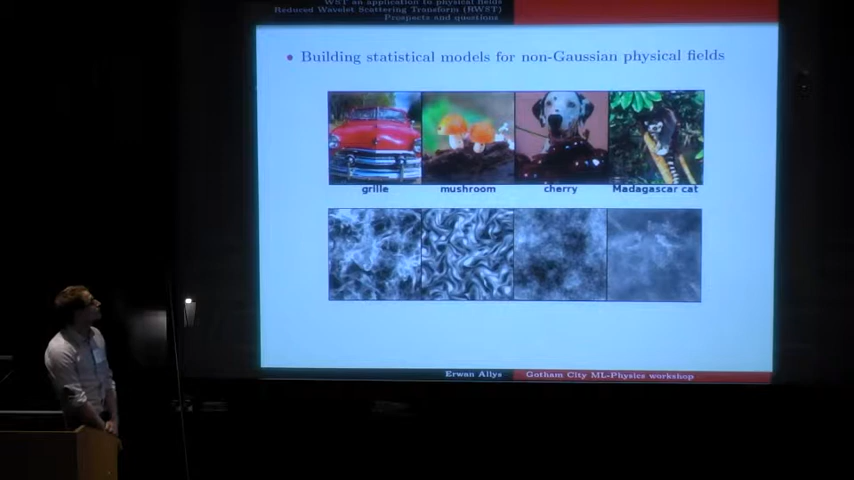 WST an application to physical fields
Reduced Wavelet Scattering Transform (RWST)
Prospects and questions
• Building statistical models for non-Gaussian physical fields
grille mushroom cherry Madagascar cat
Erwan Allys Gotham City ML-Physics workshop